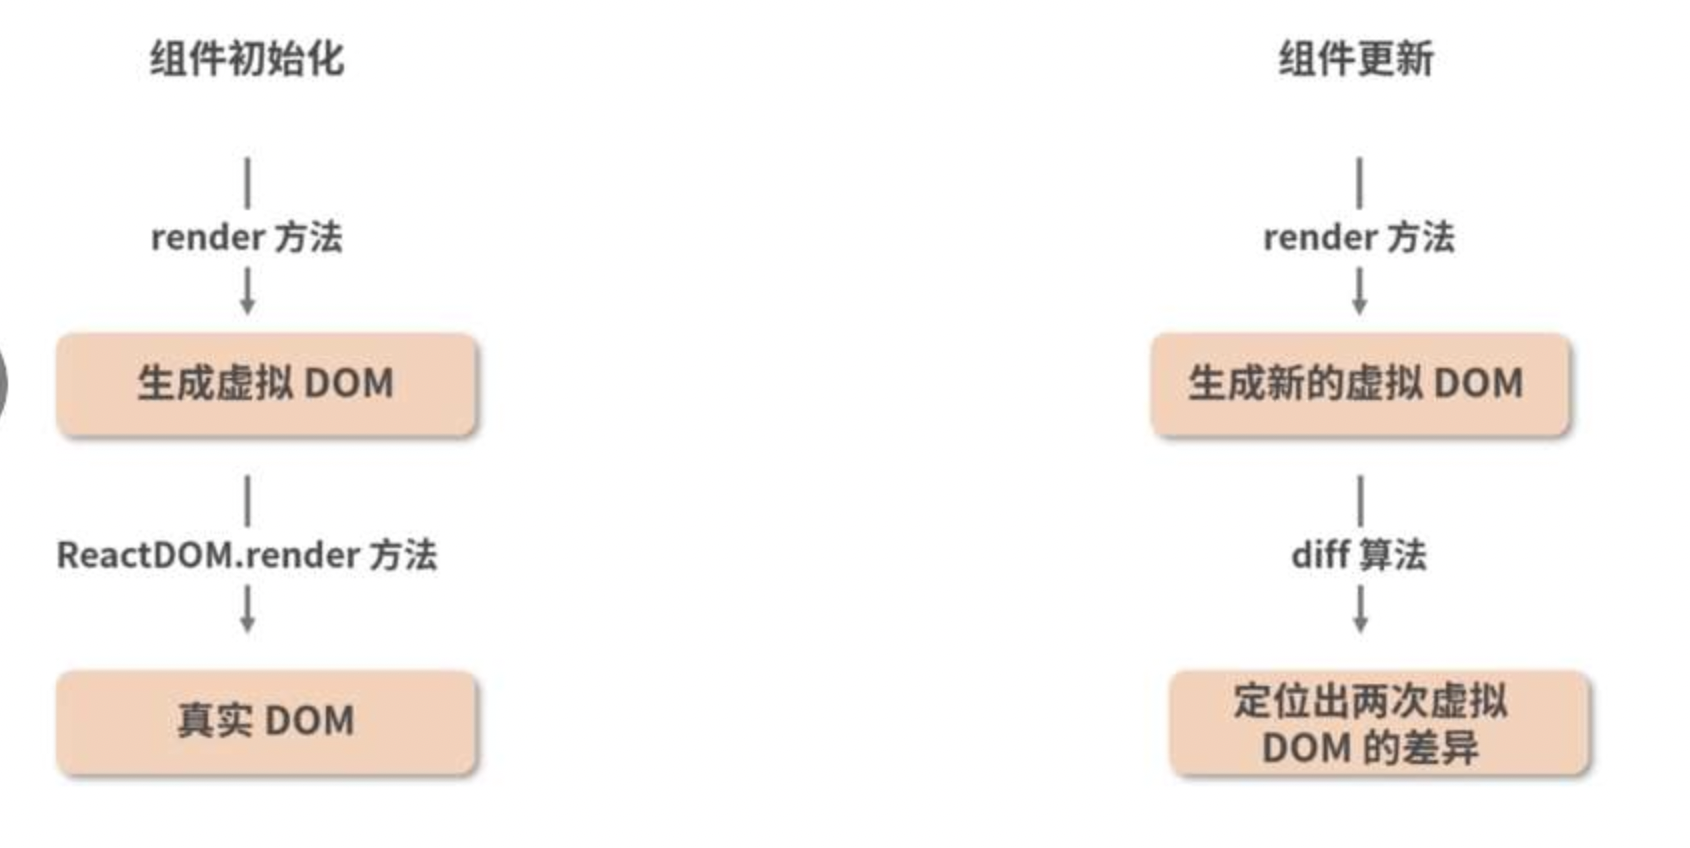 组件初始化
render 方法
生成虚拟 DOM
ReactDOM.render 方法
真实 DOM
组件更新
render 方法
生成新的虚拟 DOM
diff 算法
定位出两次虚拟
DOM 的差异